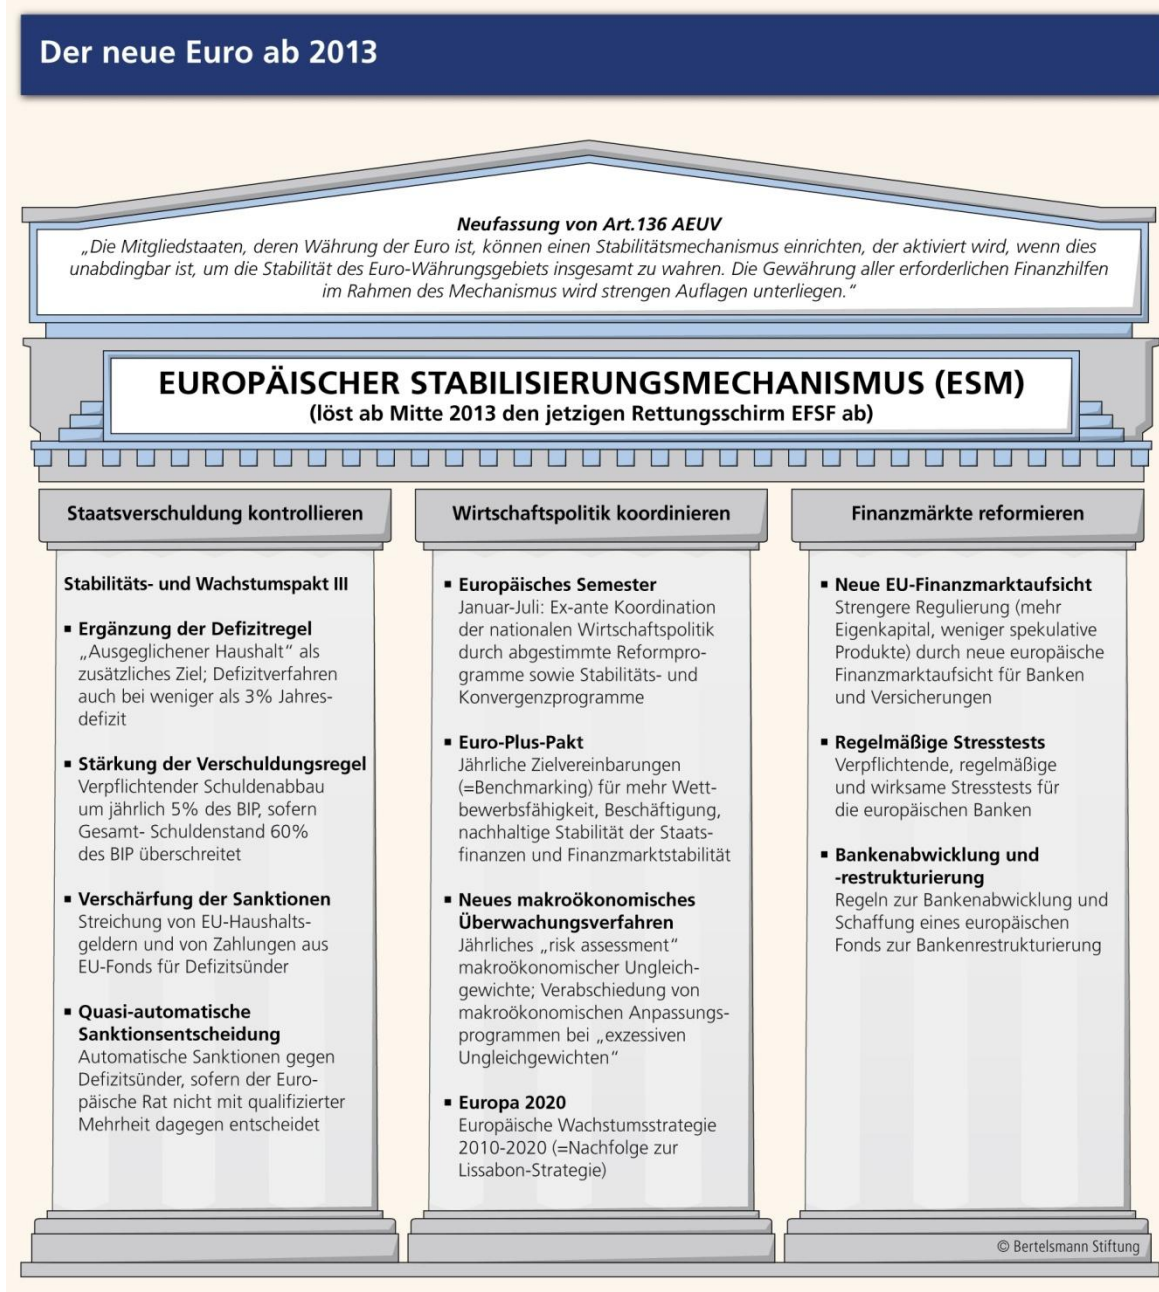 Der neue Euro ab 2013
Neufassung von Art.136 AEUV
„Die Mitgliedstaaten, deren Währung der Euro ist, können einen Stabilitätsmechanismus einrichten, der aktiviert wird, wenn dies
unabdingbar ist, um die Stabilität des Euro-Währungsgebiets insgesamt zu wahren. Die Gewährung aller erforderlichen Finanzhilfen
im Rahmen des Mechanismus wird strengen Auflagen unterliegen.“
EUROPÄISCHER STABILISIERUNGSMECHANISMUS (ESM)
(löst ab Mitte 2013 den jetzigen Rettungsschirm EFSF ab)
Staatsverschuldung kontrollieren
Stabilitäts- und Wachstumspakt III
▪ Ergänzung der Defizitregel
„Ausgeglichener Haushalt“ als
zusätzliches Ziel; Defizitverfahren
auch bei weniger als 3% Jahres-
defizit
▪ Stärkung der Verschuldungsregel
Verpflichtender Schuldenabbau
um jährlich 5% des BIP, sofern
Gesamt- Schuldenstand 60%
des BIP überschreitet
▪ Verschärfung der Sanktionen
Streichung von EU-Haushalts-
geldern und von Zahlungen aus
EU-Fonds für Defizitsünder
▪ Quasi-automatische
Sanktionsentscheidung
Automatische Sanktionen gegen
Defizitsünder, sofern der Euro-
päische Rat nicht mit qualifizierter
Mehrheit dagegen entscheidet
Wirtschaftspolitik koordinieren
▪ Europäisches Semester
Januar-Juli: Ex-ante Koordination
der nationalen Wirtschaftspolitik
durch abgestimmte Reformpro-
gramme sowie Stabilitäts- und
Konvergenzprogramme
▪ Euro-Plus-Pakt
Jährliche Zielvereinbarungen
(=Benchmarking) für mehr Wett-
bewerbsfähigkeit, Beschäftigung,
nachhaltige Stabilität der Staats-
finanzen und Finanzmarktstabilität
▪ Neues makroökonomisches
Überwachungsverfahren
Jährliches „risk assessment“
makroökonomischer Ungleich-
gewichte; Verabschiedung von
makroökonomischen Anpassungs-
programmen bei „exzessiven
Ungleichgewichten“
▪ Europa 2020
Europäische Wachstumsstrategie
2010-2020 (=Nachfolge zur
Lissabon-Strategie)
Finanzmärkte reformieren
▪ Neue EU-Finanzmarktaufsicht
Strengere Regulierung (mehr
Eigenkapital, weniger spekulative
Produkte) durch neue europäische
Finanzmarktaufsicht für Banken
und Versicherungen
▪ Regelmäßige Stresstests
Verpflichtende, regelmäßige
und wirksame Stresstests für
die europäischen Banken
▪ Bankenabwicklung und
-restrukturierung
Regeln zur Bankenabwicklung und
Schaffung eines europäischen
Fonds zur Bankenrestrukturierung
© Bertelsmann Stiftung